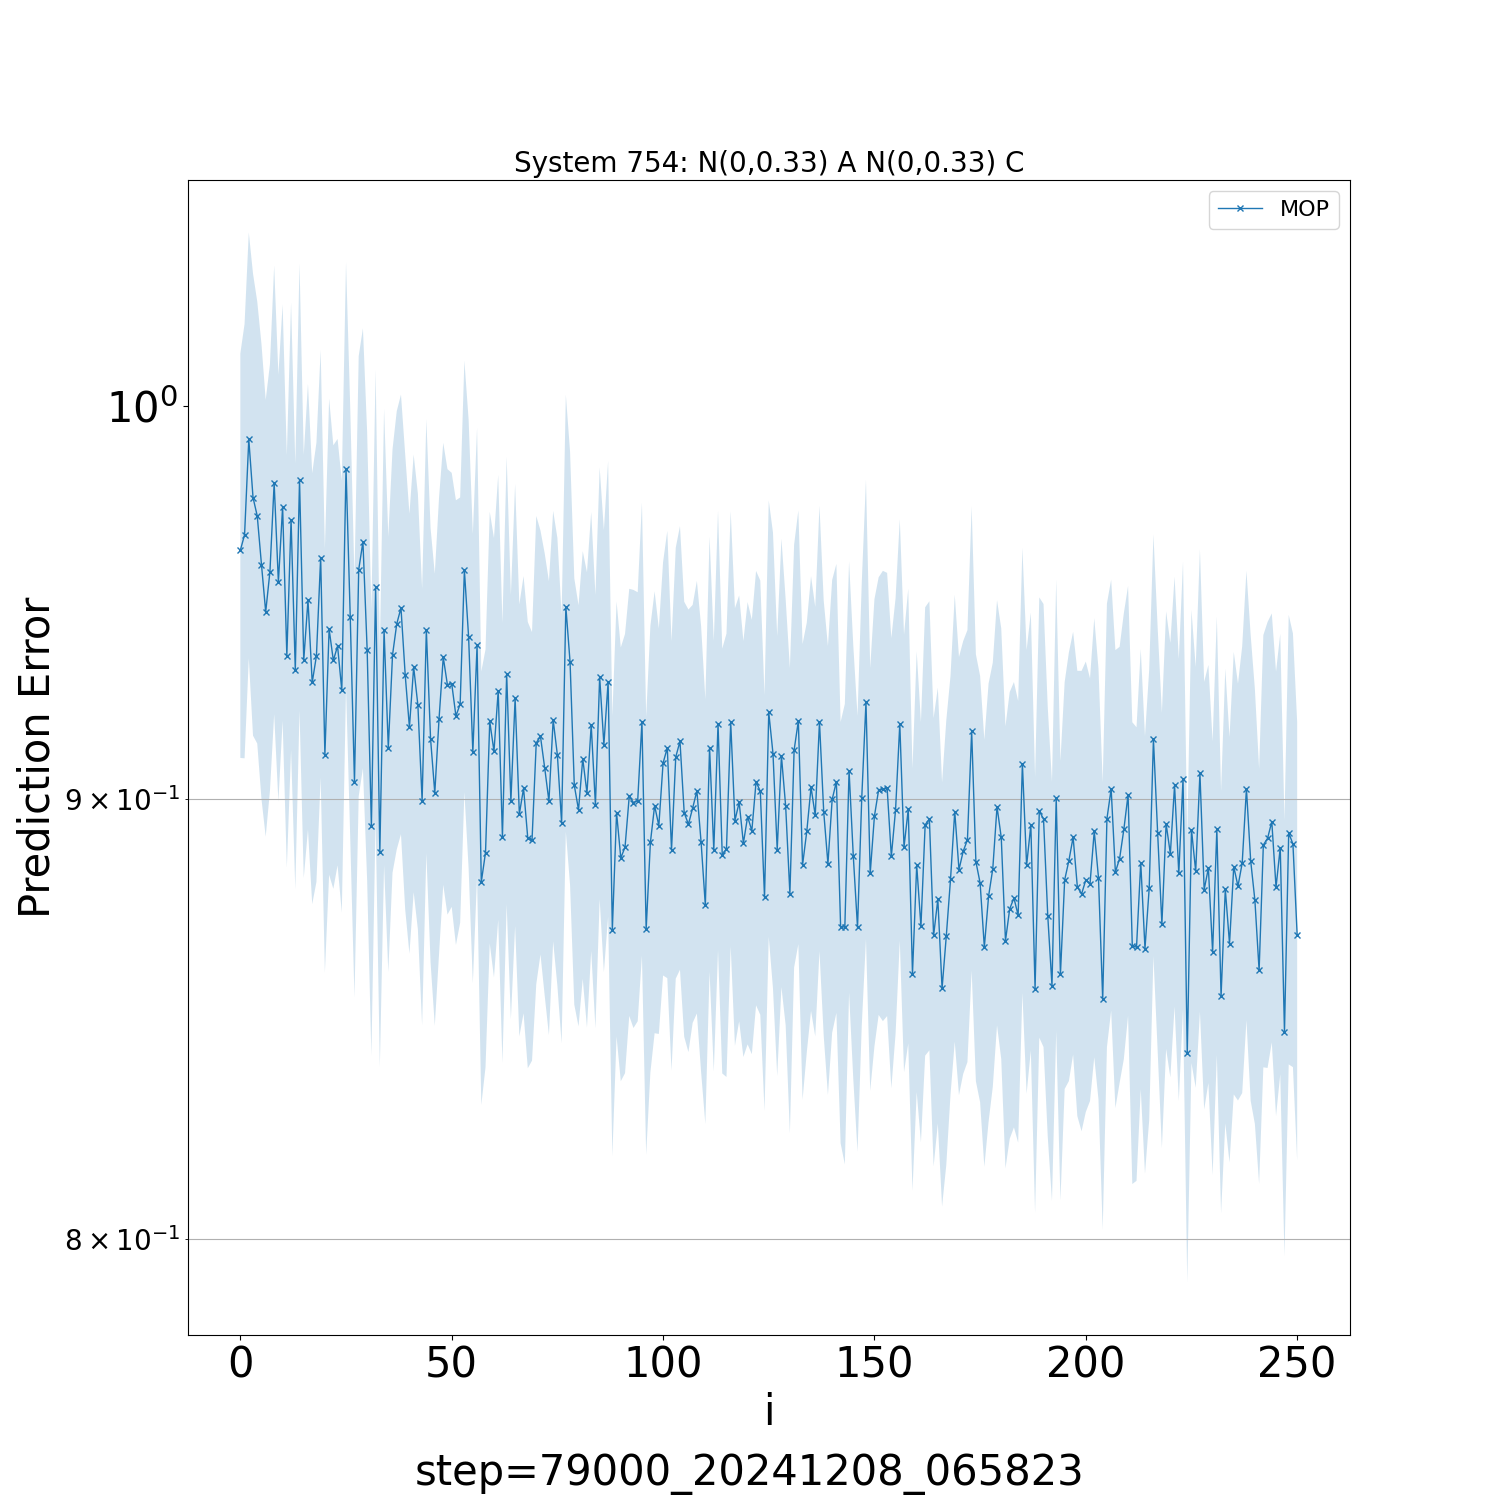 System 754: N(0,0.33) A N(0,0.33) C
MOP
10⁰
9 × 10⁻¹
8 × 10⁻¹
Prediction Error
0 50 100 150 200 250
i
step=79000_20241208_065823